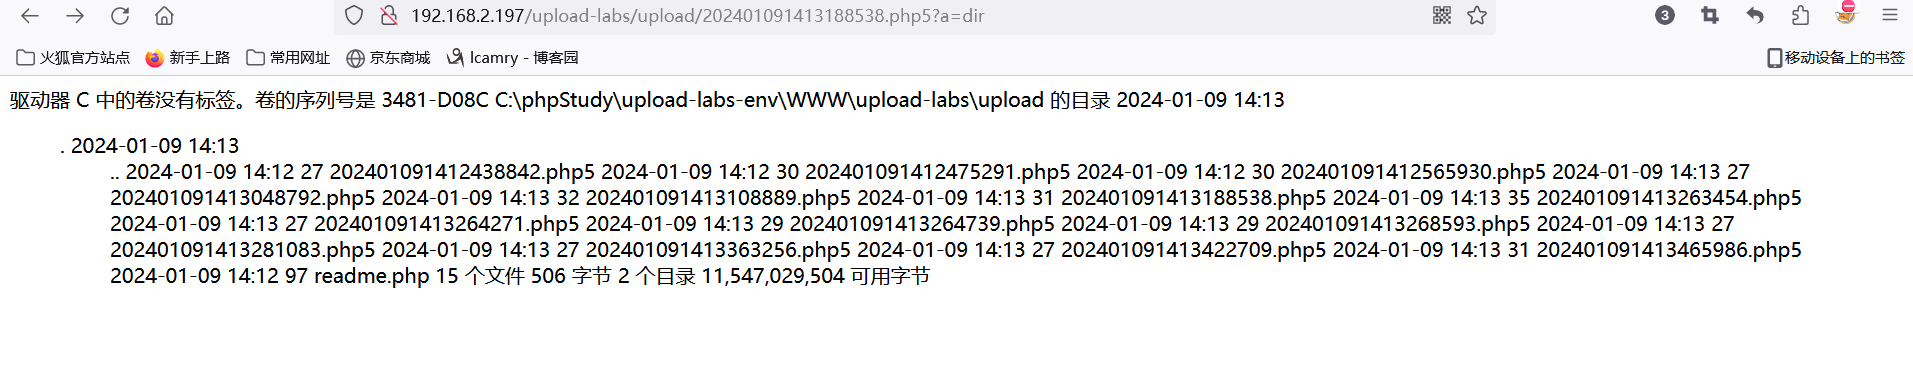 192.168.2.197/upload-labs/upload/202401091413188538.php5?a=dir
3
火狐官方站点 新手上路 常用网址 京东商城 lcamry - 博客园 移动设备上的书签
驱动器 C 中的卷没有标签。卷的序列号是 3481-D08C C:\phpStudy\upload-labs-env\WWW\upload-labs\upload 的目录 2024-01-09 14:13
. 2024-01-09 14:13
.. 2024-01-09 14:12 27 202401091412438842.php5 2024-01-09 14:12 30 202401091412475291.php5 2024-01-09 14:12 30 202401091412565930.php5 2024-01-09 14:13 27
202401091413048792.php5 2024-01-09 14:13 32 202401091413108889.php5 2024-01-09 14:13 31 202401091413188538.php5 2024-01-09 14:13 35 202401091413263454.php5
2024-01-09 14:13 27 202401091413264271.php5 2024-01-09 14:13 29 202401091413264739.php5 2024-01-09 14:13 29 202401091413268593.php5 2024-01-09 14:13 27
202401091413281083.php5 2024-01-09 14:13 27 202401091413363256.php5 2024-01-09 14:13 27 202401091413422709.php5 2024-01-09 14:13 31 202401091413465986.php5
2024-01-09 14:12 97 readme.php 15 个文件 506 字节 2 个目录 11,547,029,504 可用字节